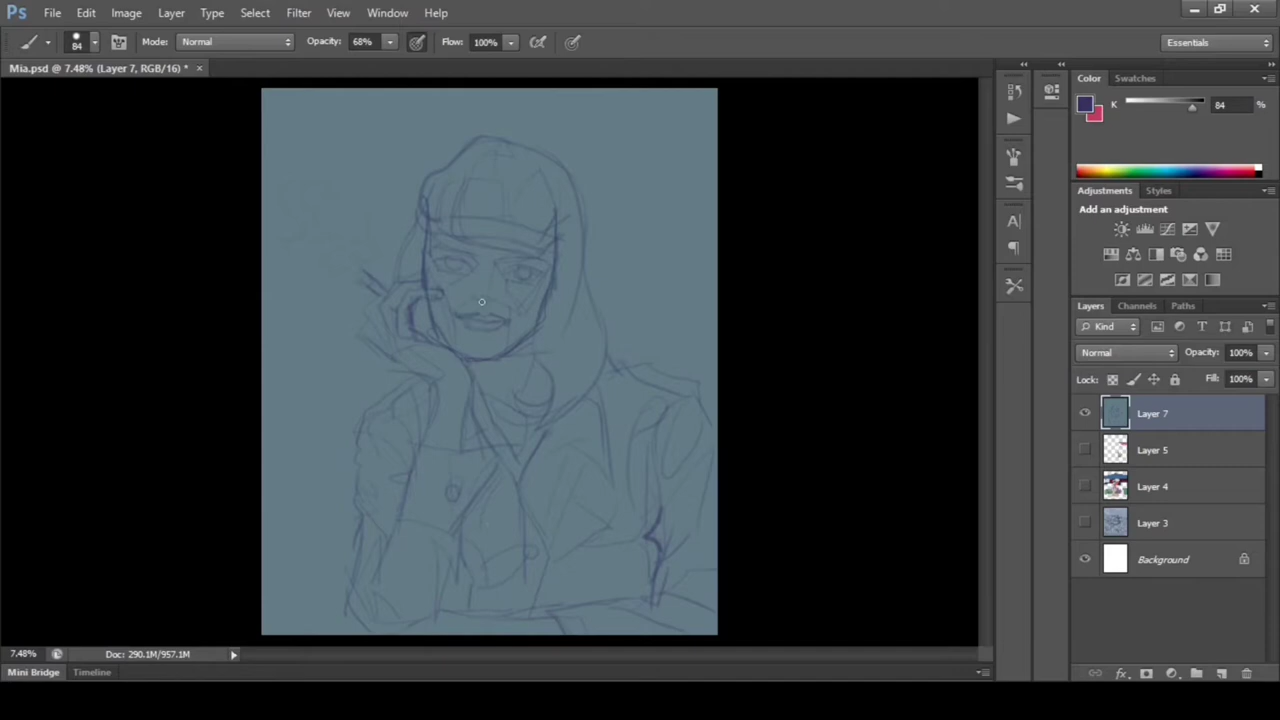 Ps File Edit Image Layer Type Select Filter View Window Help
84 Mode: Normal Opacity: 68% Flow: 100% Essentials
Mia.psd @ 7.48% (Layer 7, RGB/16) * ×
Color Swatches
K 84 %
Adjustments Styles
Add an adjustment
Layers Channels Paths
Kind
Normal Opacity: 100%
Lock: Fill: 100%
Layer 7
Layer 5
Layer 4
Layer 3
Background
7.48% Doc: 290.1M/957.1M
Mini Bridge Timeline